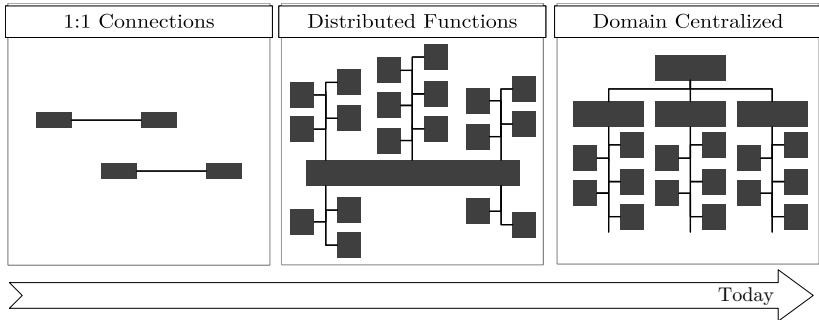 1:1 Connections
Distributed Functions
Domain Centralized
Today